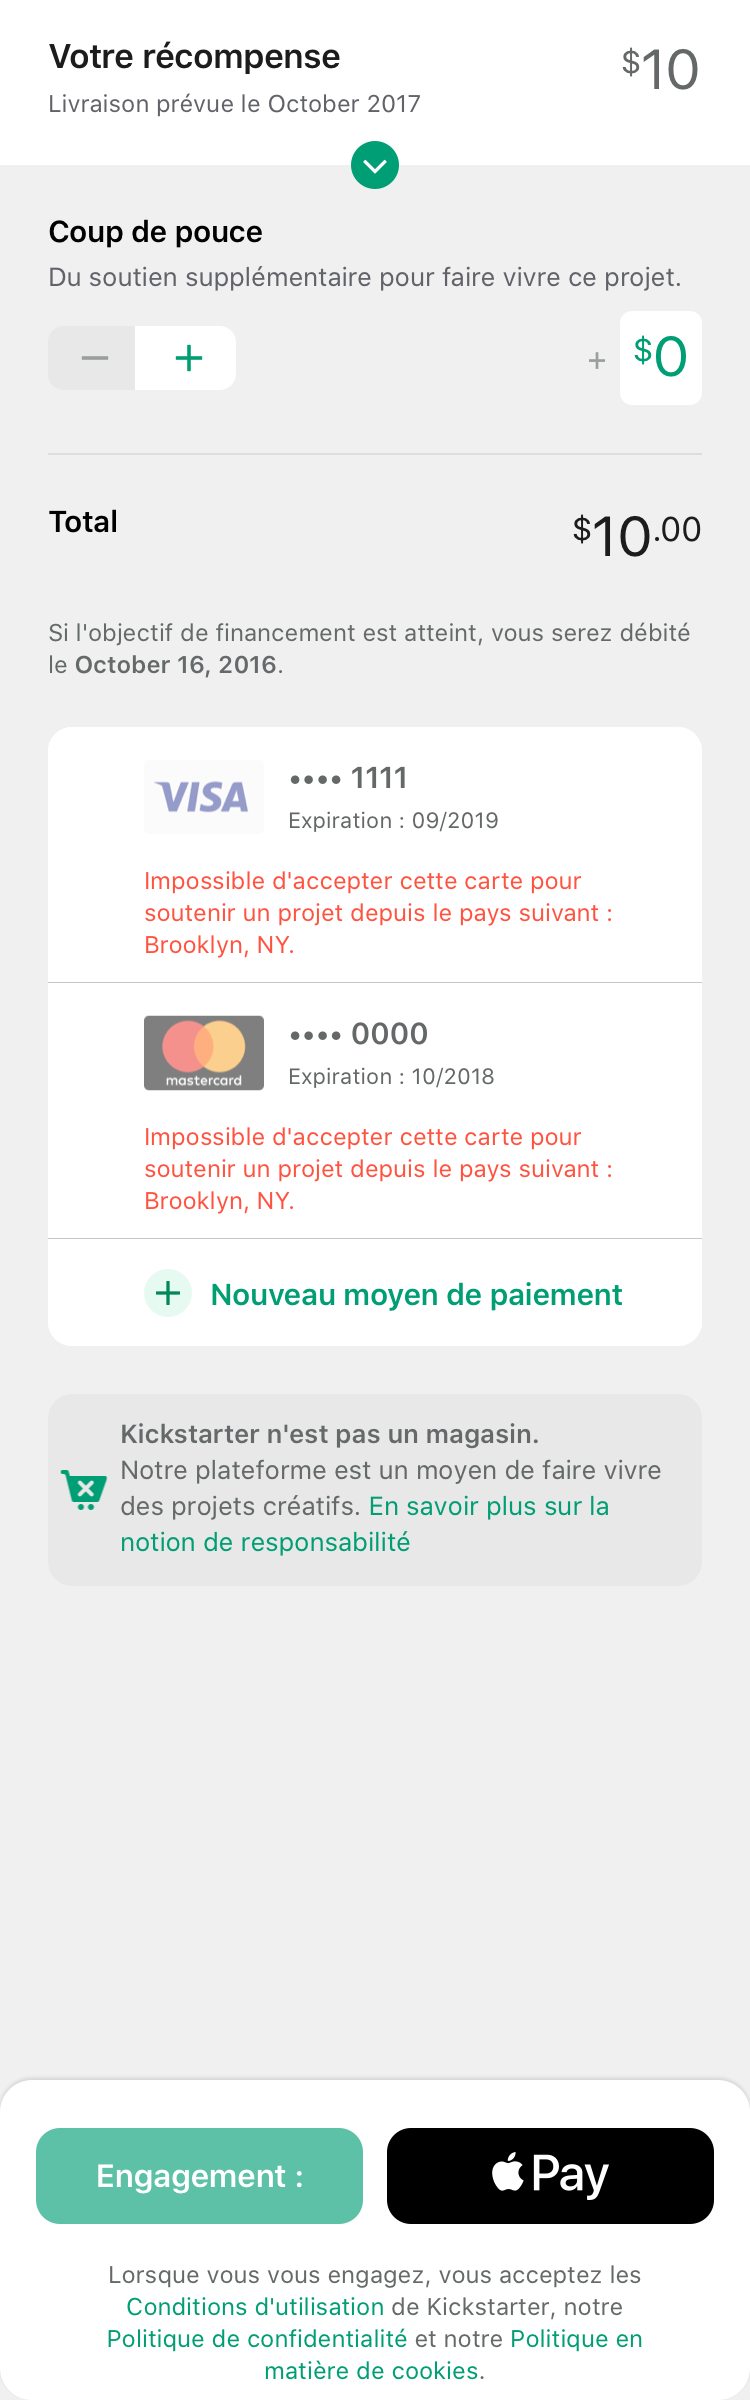 Votre récompense
$10
Livraison prévue le October 2017
Coup de pouce
Du soutien supplémentaire pour faire vivre ce projet.
− +
+ $0
Total
$10.00
Si l'objectif de financement est atteint, vous serez débité
le October 16, 2016.
VISA
•••• 1111
Expiration : 09/2019
Impossible d'accepter cette carte pour
soutenir un projet depuis le pays suivant :
Brooklyn, NY.
mastercard
•••• 0000
Expiration : 10/2018
Impossible d'accepter cette carte pour
soutenir un projet depuis le pays suivant :
Brooklyn, NY.
+ Nouveau moyen de paiement
Kickstarter n'est pas un magasin.
Notre plateforme est un moyen de faire vivre
des projets créatifs. En savoir plus sur la
notion de responsabilité
Engagement :
Pay
Lorsque vous vous engagez, vous acceptez les
Conditions d'utilisation de Kickstarter, notre
Politique de confidentialité et notre Politique en
matière de cookies.